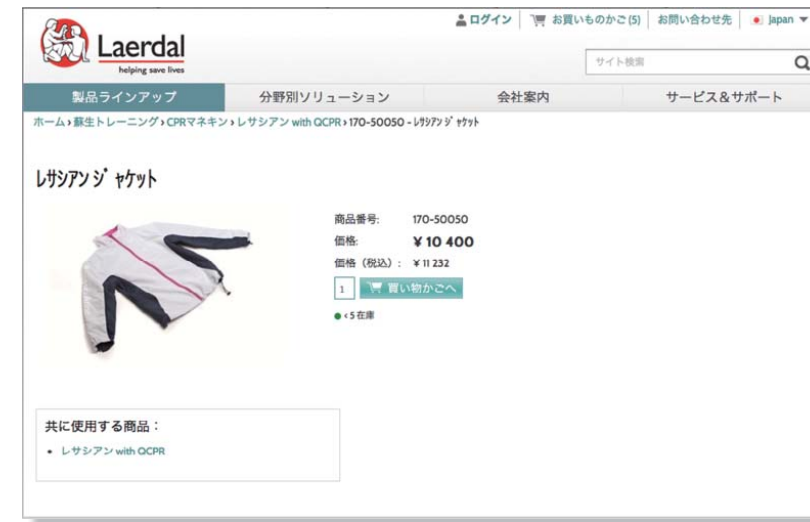 ログイン お買いものかご (5) お問い合わせ先 Japan
Laerdal
helping save lives
サイト検索
製品ラインアップ 分野別ソリューション 会社案内 サービス&サポート
ホーム › 蘇生トレーニング › CPRマネキン › レサシアン with QCPR › 170-50050 - ﾚｻｼｱﾝ ｼﾞｬｹｯﾄ
ﾚｻｼｱﾝ ｼﾞｬｹｯﾄ
商品番号: 170-50050
価格: ¥ 10 400
価格（税込）: ¥ 11 232
1 買い物かごへ
‹ 5 在庫
共に使用する商品：
• レサシアン with QCPR